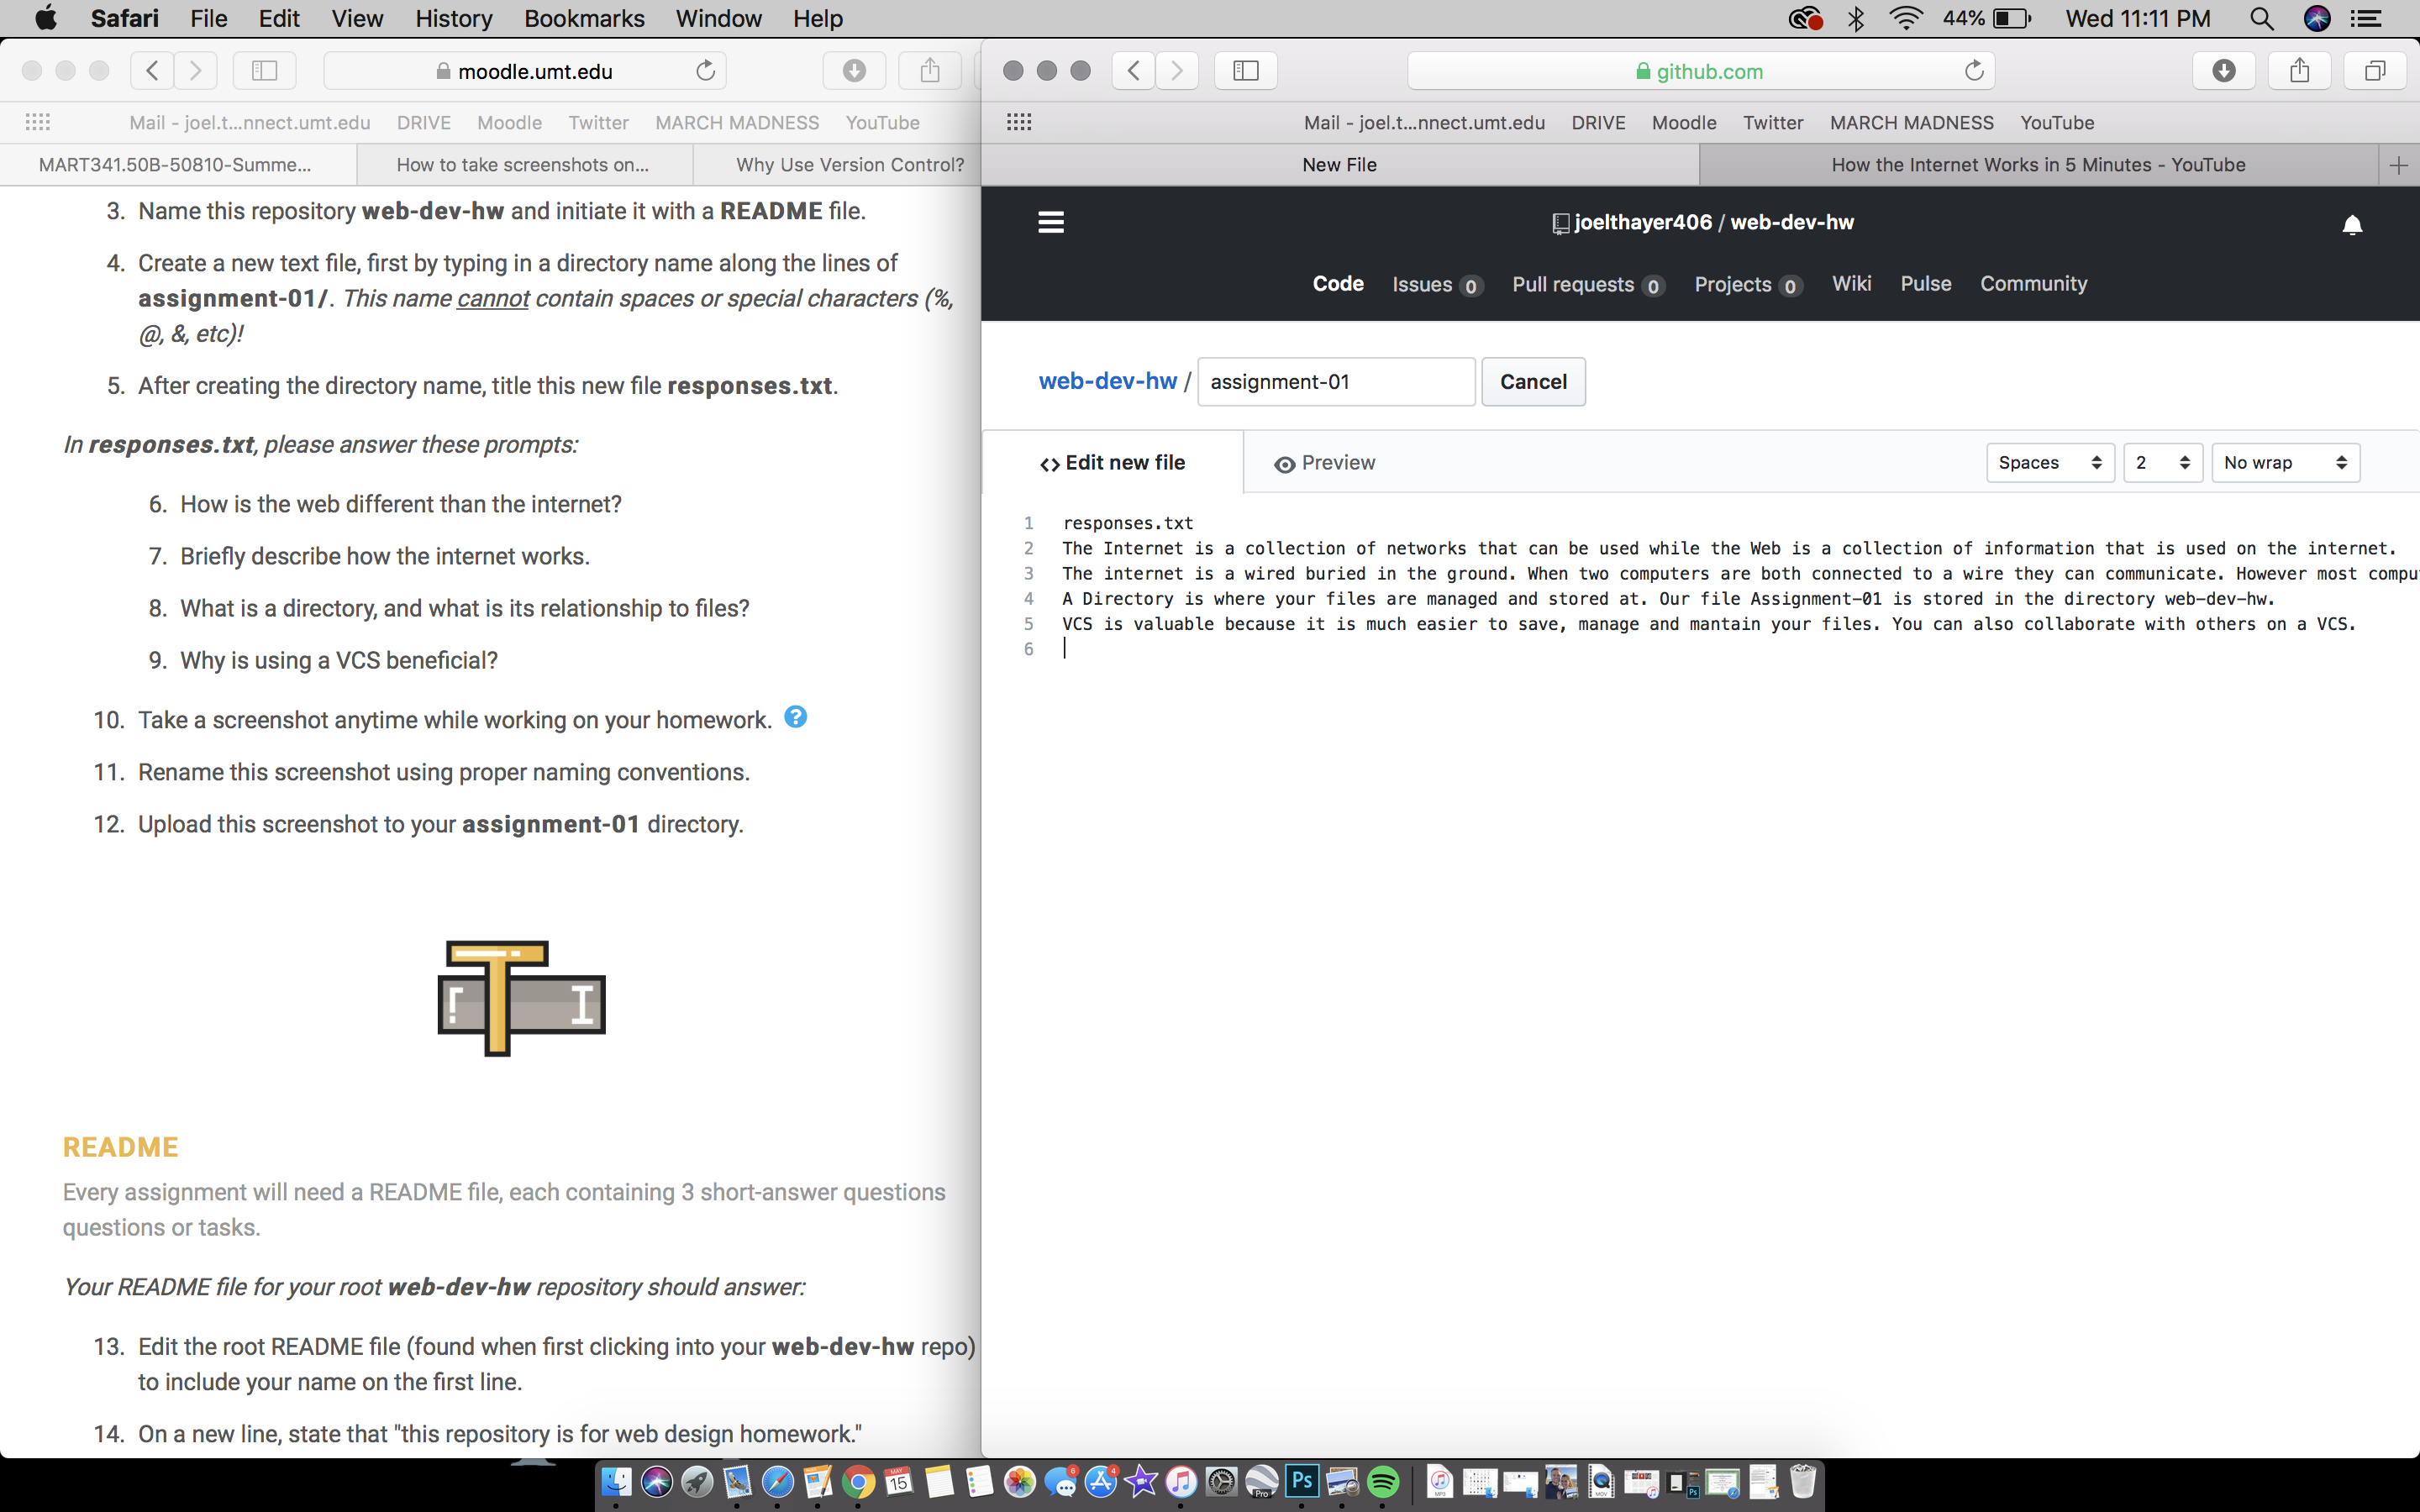 Safari File Edit View History Bookmarks Window Help 44% Wed 11:11 PM
moodle.umt.edu
github.com
Mail - joel.t...nnect.umt.edu DRIVE Moodle Twitter MARCH MADNESS YouTube
Mail - joel.t...nnect.umt.edu DRIVE Moodle Twitter MARCH MADNESS YouTube
MART341.50B-50810-Summe... How to take screenshots on... Why Use Version Control?
New File How the Internet Works in 5 Minutes - YouTube
3. Name this repository web-dev-hw and initiate it with a README file.
4. Create a new text file, first by typing in a directory name along the lines of
assignment-01/. This name cannot contain spaces or special characters (%,
@, &, etc)!
5. After creating the directory name, title this new file responses.txt.
In responses.txt, please answer these prompts:
6. How is the web different than the internet?
7. Briefly describe how the internet works.
8. What is a directory, and what is its relationship to files?
9. Why is using a VCS beneficial?
10. Take a screenshot anytime while working on your homework. ?
11. Rename this screenshot using proper naming conventions.
12. Upload this screenshot to your assignment-01 directory.
README
Every assignment will need a README file, each containing 3 short-answer questions
questions or tasks.
Your README file for your root web-dev-hw repository should answer:
13. Edit the root README file (found when first clicking into your web-dev-hw repo)
to include your name on the first line.
14. On a new line, state that "this repository is for web design homework."
joelthayer406 / web-dev-hw
Code Issues 0 Pull requests 0 Projects 0 Wiki Pulse Community
web-dev-hw / assignment-01 Cancel
<> Edit new file Preview Spaces 2 No wrap
1 responses.txt
2 The Internet is a collection of networks that can be used while the Web is a collection of information that is used on the internet.
3 The internet is a wired buried in the ground. When two computers are both connected to a wire they can communicate. However most compu
4 A Directory is where your files are managed and stored at. Our file Assignment-01 is stored in the directory web-dev-hw.
5 VCS is valuable because it is much easier to save, manage and mantain your files. You can also collaborate with others on a VCS.
6
MAY
15
6
4
Pro
Ps
MP3
MOV
Ps